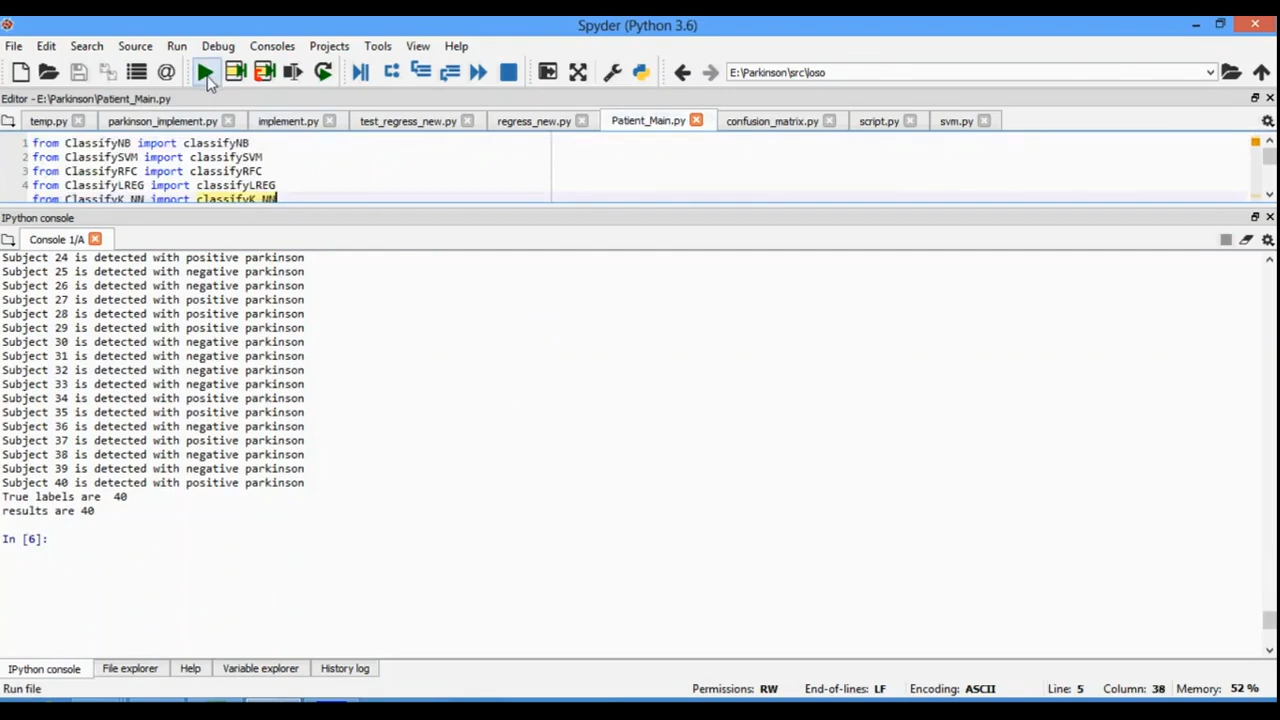 Spyder (Python 3.6)
File Edit Search Source Run Debug Consoles Projects Tools View Help
E:\Parkinson\src\loso
Editor - E:\Parkinson\Patient_Main.py
temp.py parkinson_implement.py implement.py test_regress_new.py regress_new.py Patient_Main.py confusion_matrix.py script.py svm.py
1 from ClassifyNB import classifyNB
2 from ClassifySVM import classifySVM
3 from ClassifyRFC import classifyRFC
4 from ClassifyLREG import classifyLREG
from ClassifyK_NN import classifyK_NN
IPython console
Console 1/A
Subject 24 is detected with positive parkinson
Subject 25 is detected with negative parkinson
Subject 26 is detected with negative parkinson
Subject 27 is detected with positive parkinson
Subject 28 is detected with positive parkinson
Subject 29 is detected with positive parkinson
Subject 30 is detected with negative parkinson
Subject 31 is detected with negative parkinson
Subject 32 is detected with negative parkinson
Subject 33 is detected with negative parkinson
Subject 34 is detected with positive parkinson
Subject 35 is detected with positive parkinson
Subject 36 is detected with negative parkinson
Subject 37 is detected with positive parkinson
Subject 38 is detected with negative parkinson
Subject 39 is detected with negative parkinson
Subject 40 is detected with positive parkinson
True labels are  40
results are 40
In [6]:
IPython console File explorer Help Variable explorer History log
Run file Permissions: RW End-of-lines: LF Encoding: ASCII Line: 5 Column: 38 Memory: 52 %